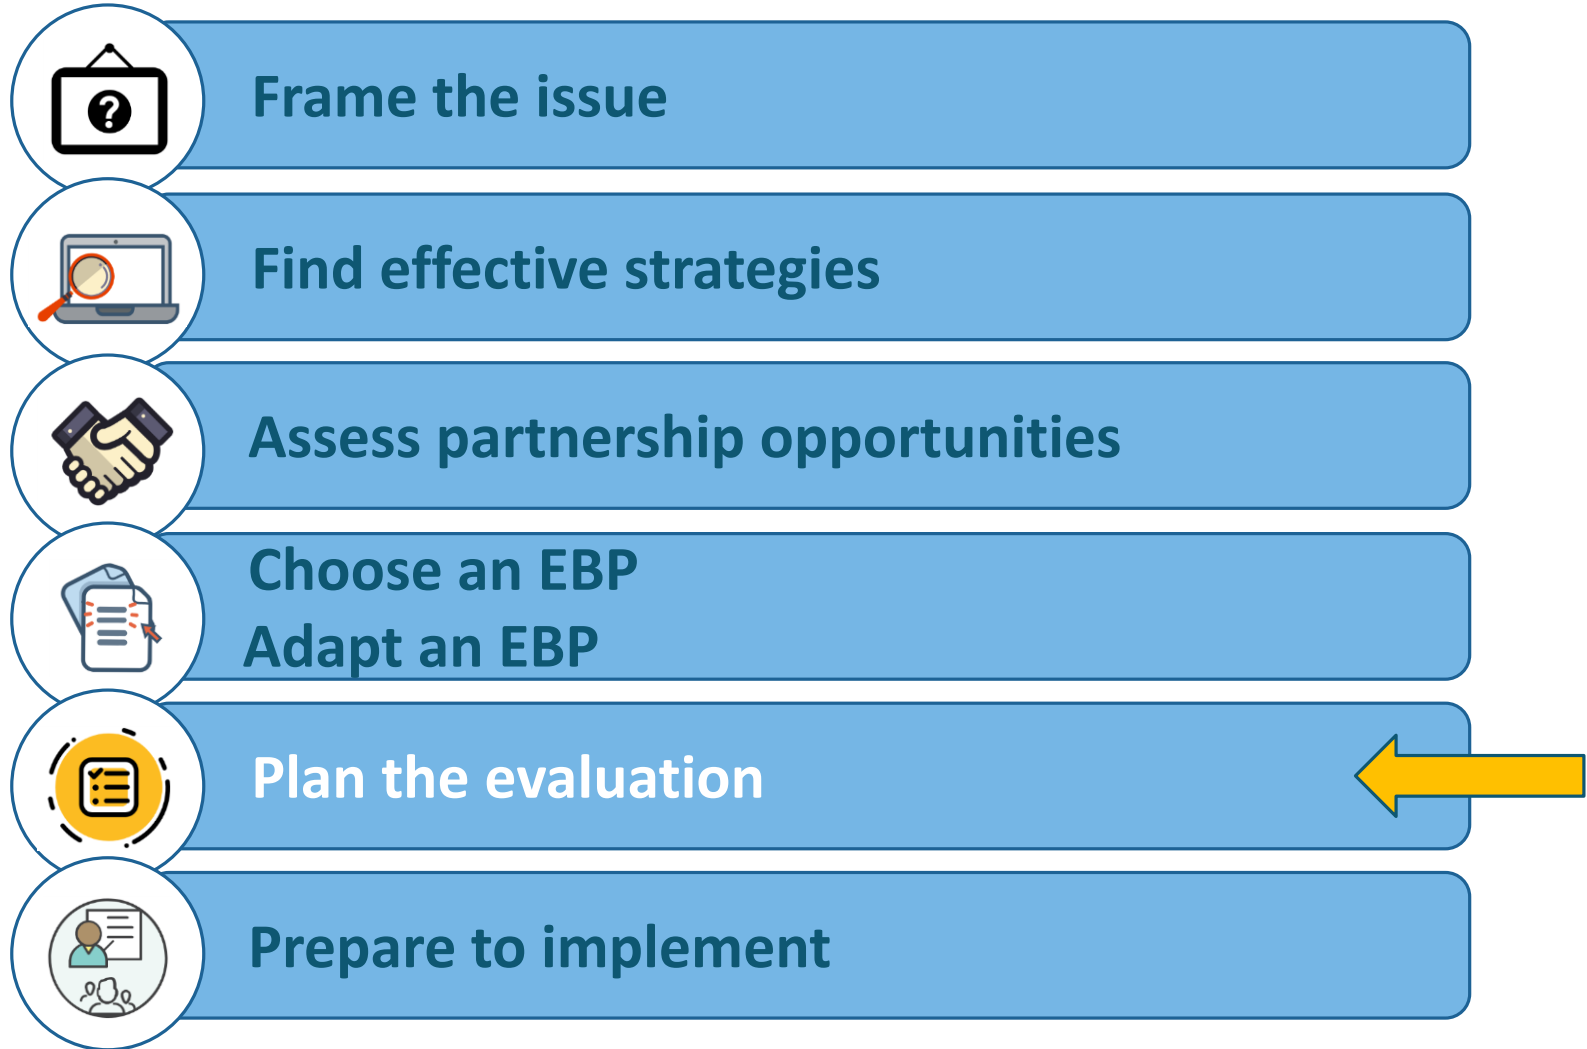 Frame the issue
Find effective strategies
Assess partnership opportunities
Choose an EBP
Adapt an EBP
Plan the evaluation
Prepare to implement